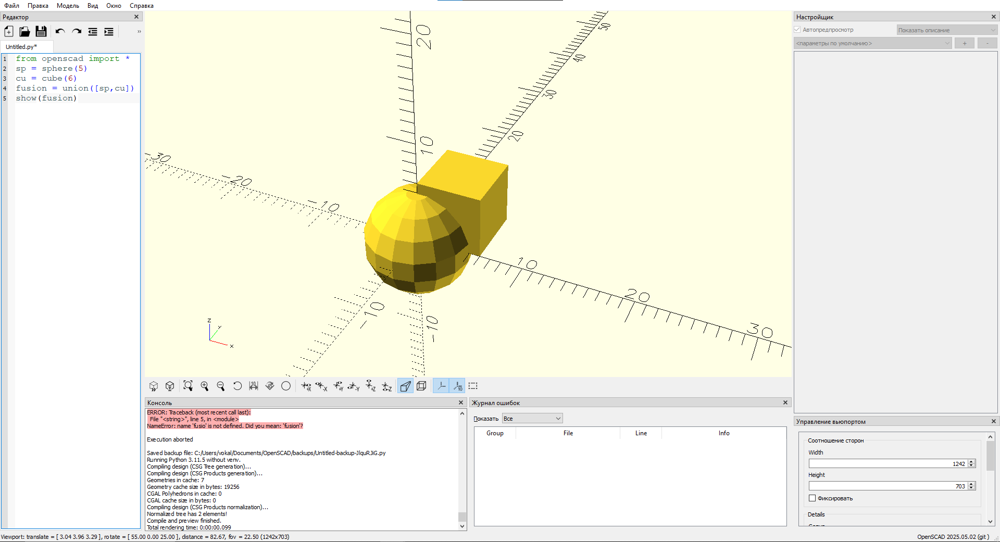 Файл Правка Модель Вид Окно Справка
Редактор
Untitled.py*
1 from openscad import *
2 sp = sphere(5)
3 cu = cube(6)
4 fusion = union([sp,cu])
5 show(fusion)
20
10
50
40
30
20
-30
-20
-10
10
20
30
-10
-10
z
y
x
+X
-X
+Y
-Y
+Z
-Z
10
Консоль
ERROR: Traceback (most recent call last):
File "<string>", line 5, in <module>
NameError: name 'fusio' is not defined. Did you mean: 'fusion'?
Execution aborted
Saved backup file: C:/Users/vokal/Documents/OpenSCAD/backups/Untitled-backup-JlquRJiG.py
Running Python 3.11.5 without venv.
Compiling design (CSG Tree generation)...
Compiling design (CSG Products generation)...
Geometries in cache: 7
Geometry cache size in bytes: 19256
CGAL Polyhedrons in cache: 0
CGAL cache size in bytes: 0
Compiling design (CSG Products normalization)...
Normalized tree has 2 elements!
Compile and preview finished.
Total rendering time: 0:00:00.099
Журнал ошибок
Показать Все
Group File Line Info
Настройщик
Автопредпросмотр Показать описание
<параметры по умолчанию> + -
Управление вьюпортом
Соотношение сторон
Width
1242
Height
703
Фиксировать
Details
Viewport: translate = [ 3.04 3.96 3.29 ], rotate = [ 55.00 0.00 25.00 ], distance = 82.67, fov = 22.50 (1242x703)
OpenSCAD 2025.05.02 (git )